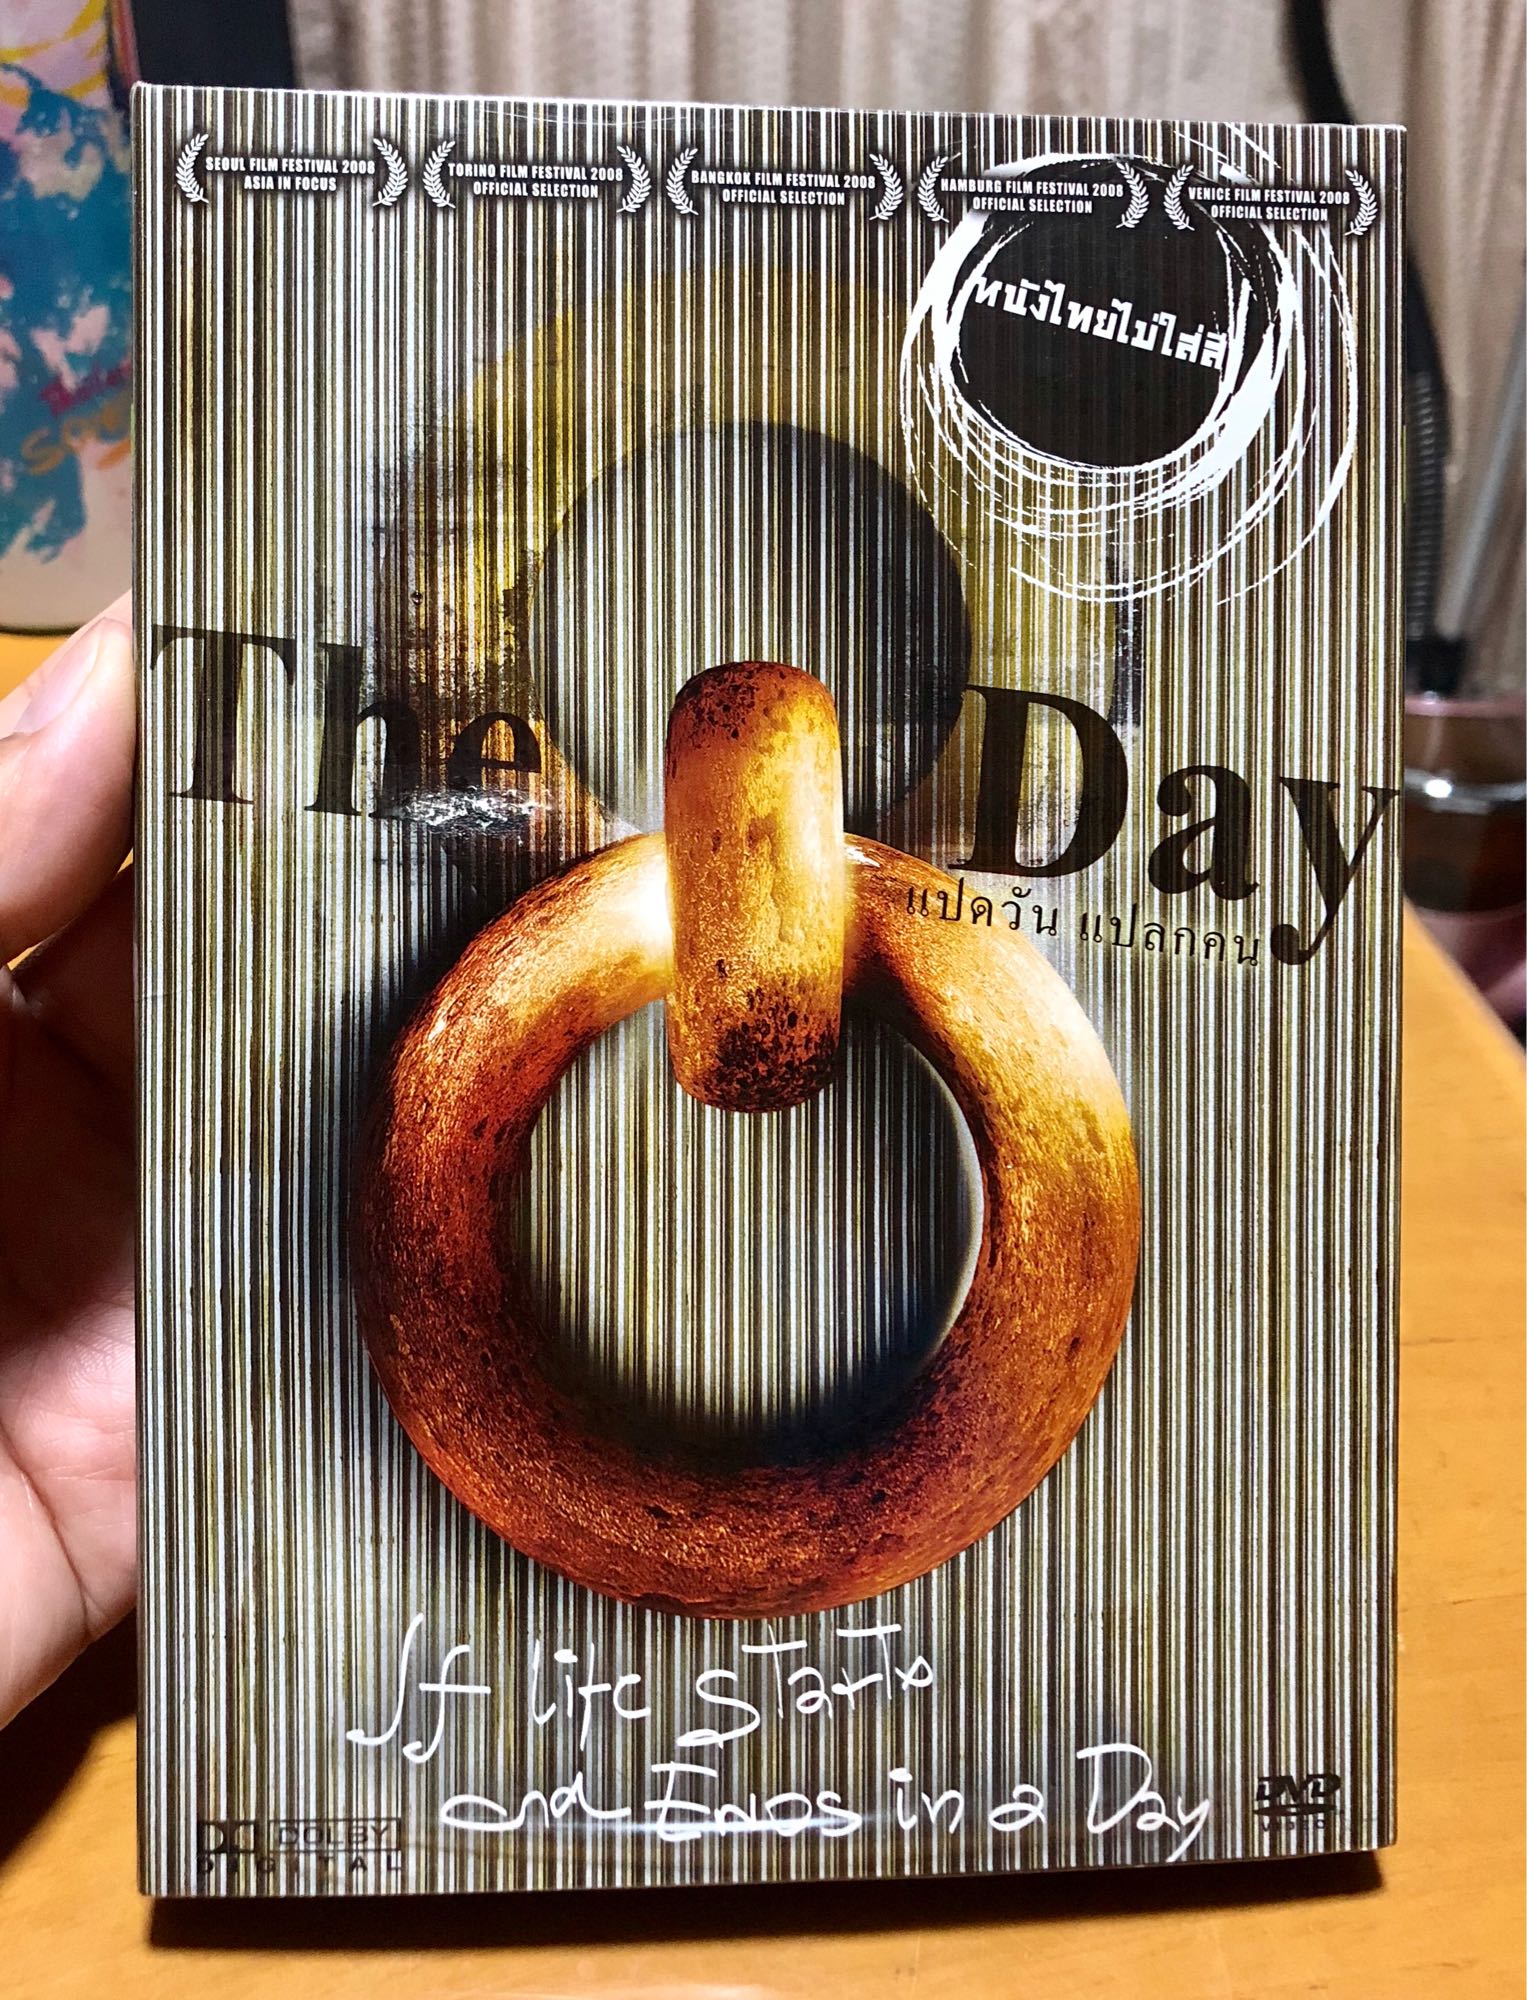 SEOUL FILM FESTIVAL 2008
ASIA IN FOCUS
TORINO FILM FESTIVAL 2008
OFFICIAL SELECTION
BANGKOK FILM FESTIVAL 2008
OFFICIAL SELECTION
HAMBURG FILM FESTIVAL 2008
OFFICIAL SELECTION
VENICE FILM FESTIVAL 2008
OFFICIAL SELECTION
หนังไทยไม่ใส่สี
The 8 Day
แปดวัน แปลกคน
If life starts
and Ends in a Day
DOLBY
DIGITAL
DVD
VIDEO